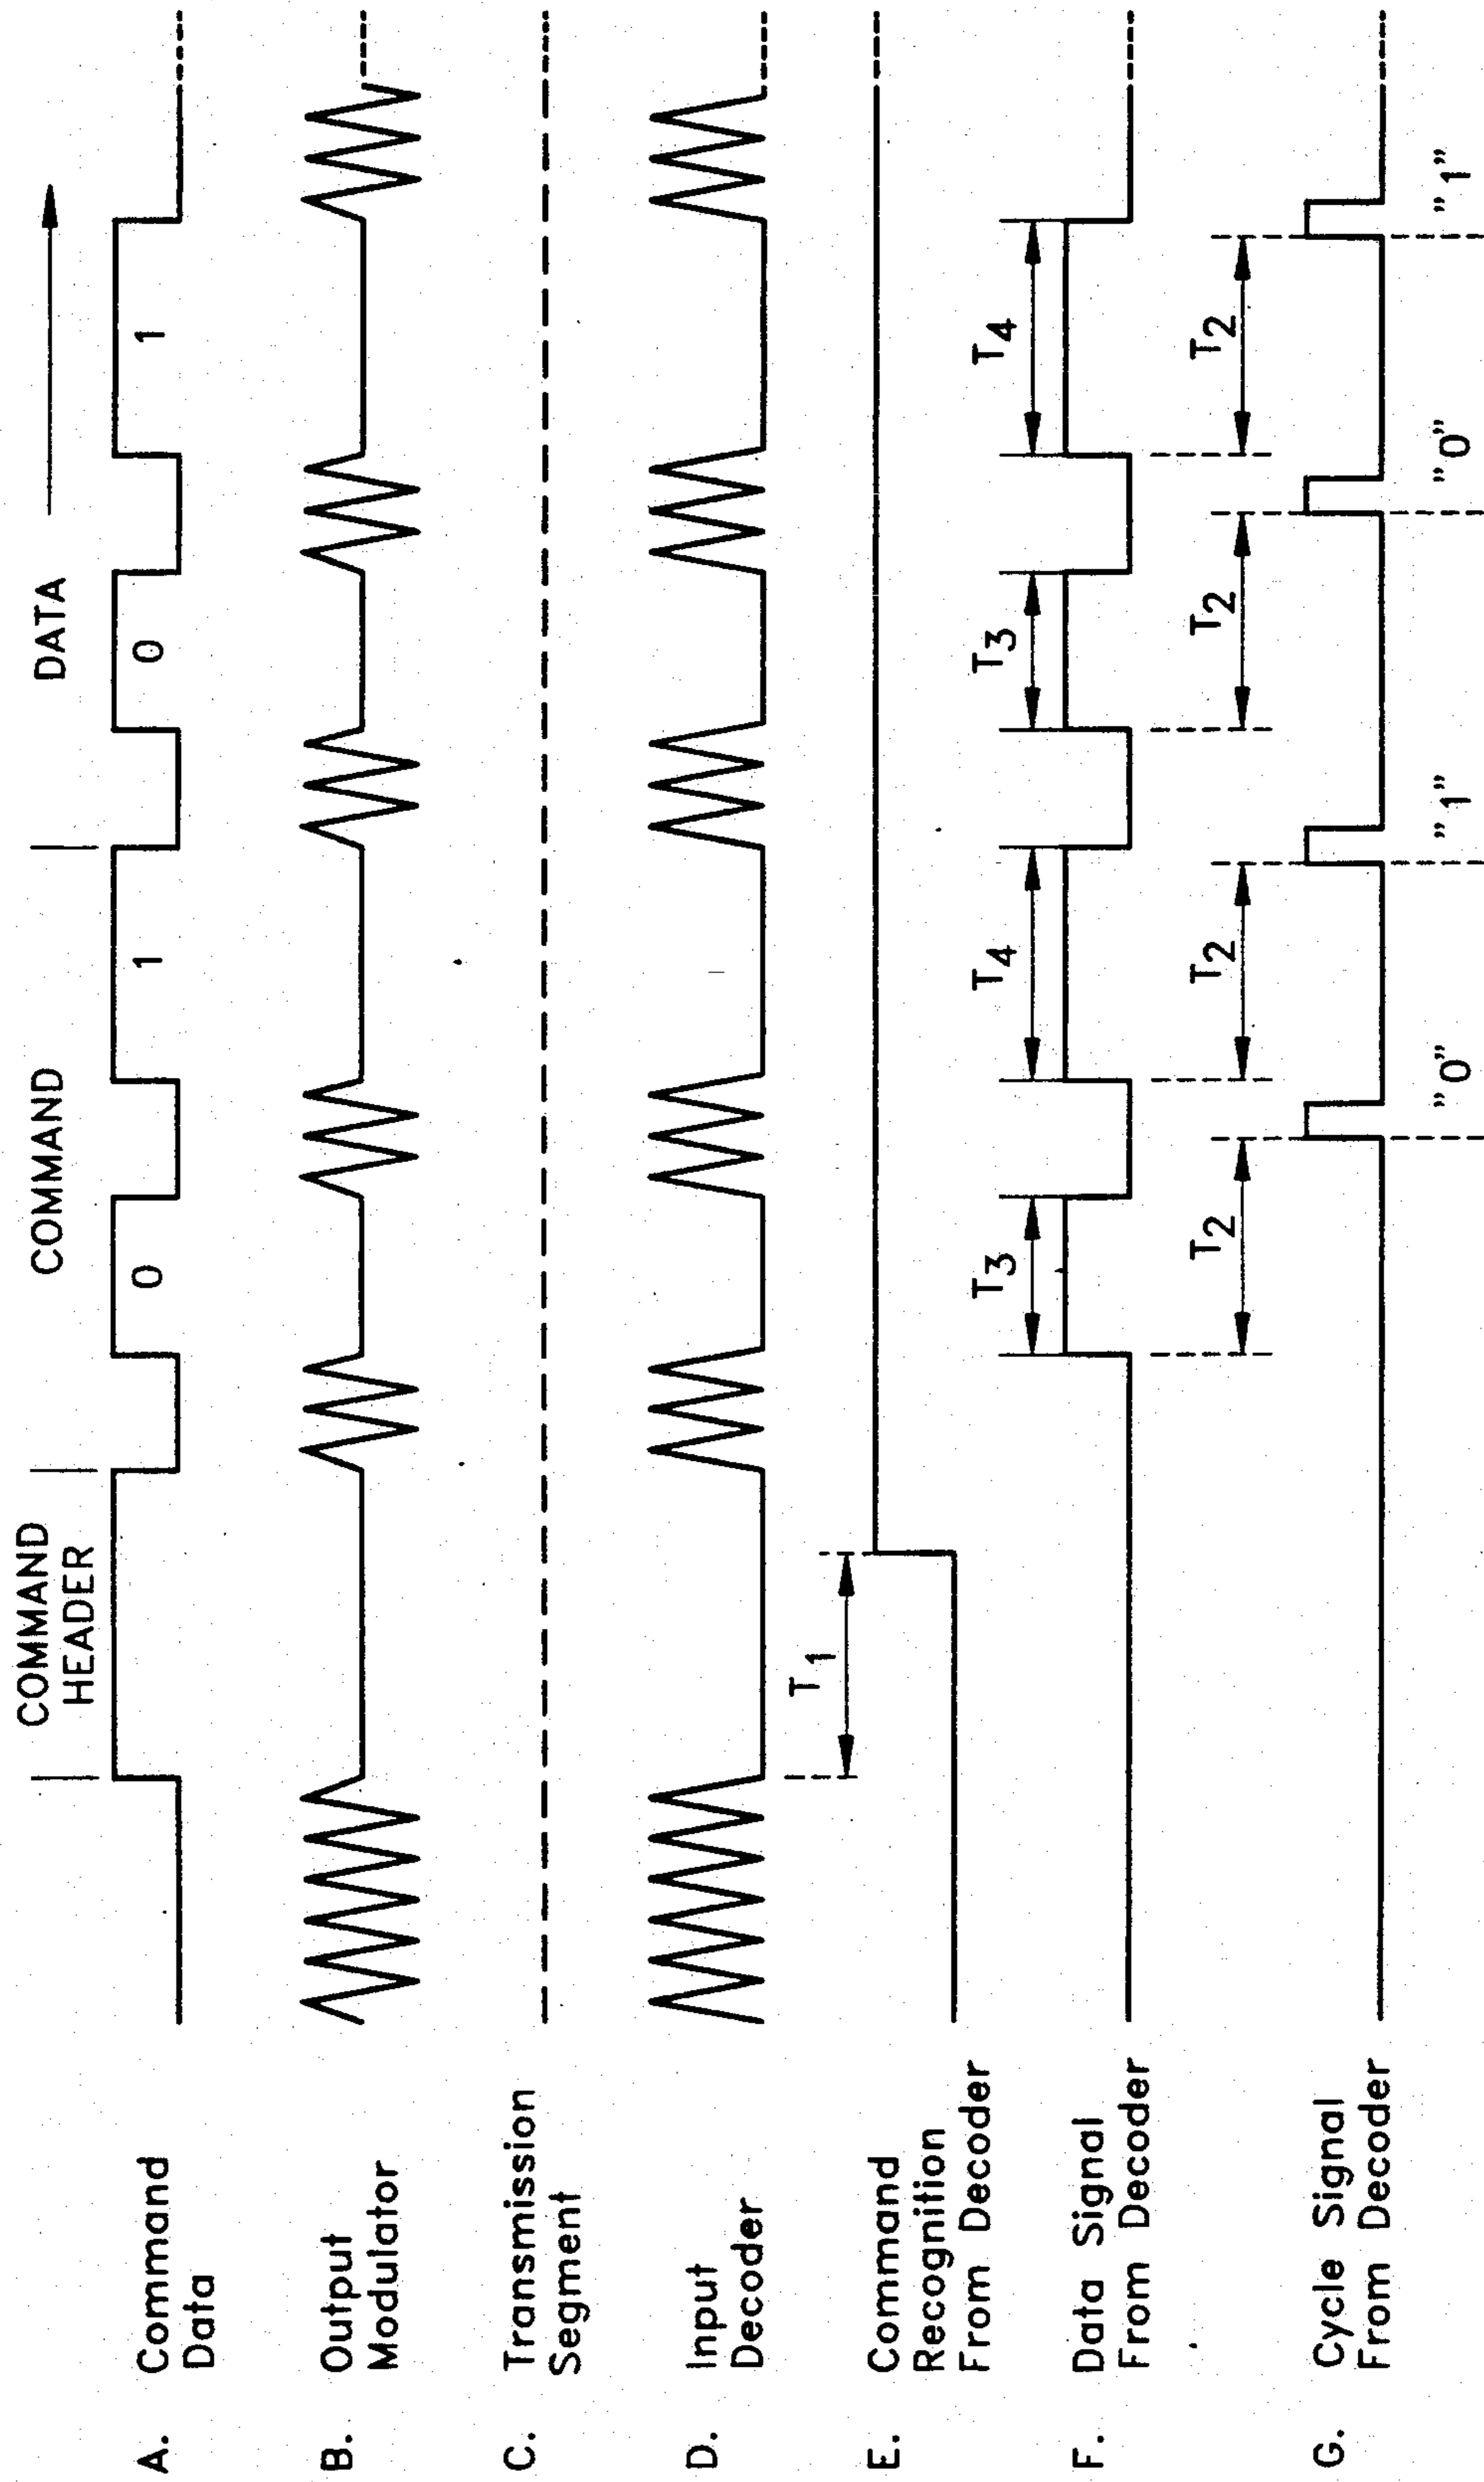 COMMAND
HEADER
COMMAND
DATA
A. Command
Data
0
1
0
1
B. Output
Modulator
C. Transmission
Segment
D. Input
Decoder
T1
E. Command
Recognition
From Decoder
T3
T4
T3
T4
F. Data Signal
From Decoder
T2
T2
T2
T2
G. Cycle Signal
From Decoder
"0"
"1"
"0"
"1"